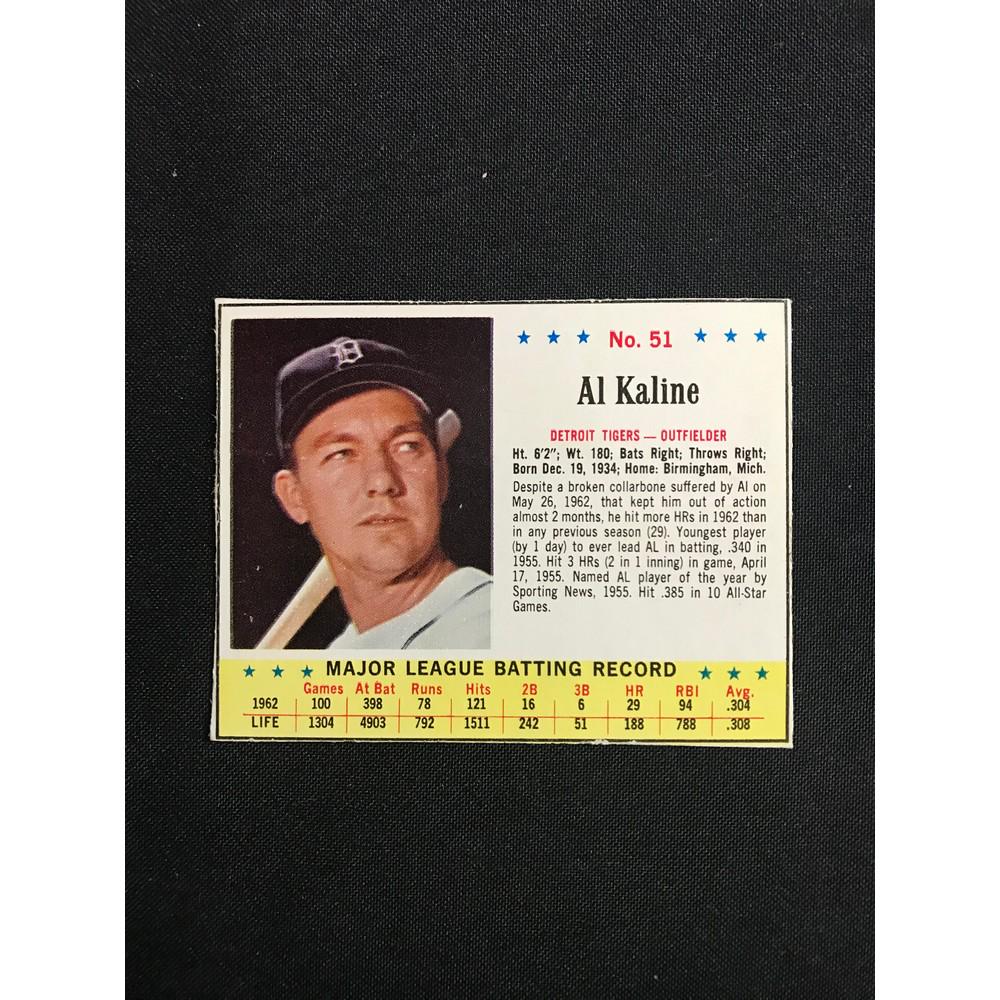 D
★ ★ ★ No. 51 ★ ★ ★
Al Kaline
DETROIT TIGERS — OUTFIELDER
Ht. 6'2"; Wt. 180; Bats Right; Throws Right;
Born Dec. 19, 1934; Home: Birmingham, Mich.
Despite a broken collarbone suffered by Al on
May 26, 1962, that kept him out of action
almost 2 months, he hit more HRs in 1962 than
in any previous season (29). Youngest player
(by 1 day) to ever lead AL in batting, .340 in
1955. Hit 3 HRs (2 in 1 inning) in game, April
17, 1955. Named AL player of the year by
Sporting News, 1955. Hit .385 in 10 All-Star
Games.
★ ★ ★ MAJOR LEAGUE BATTING RECORD ★ ★ ★
Games At Bat Runs Hits 2B 3B HR RBI Avg.
1962 100 398 78 121 16 6 29 94 .304
LIFE 1304 4903 792 1511 242 51 188 788 .308